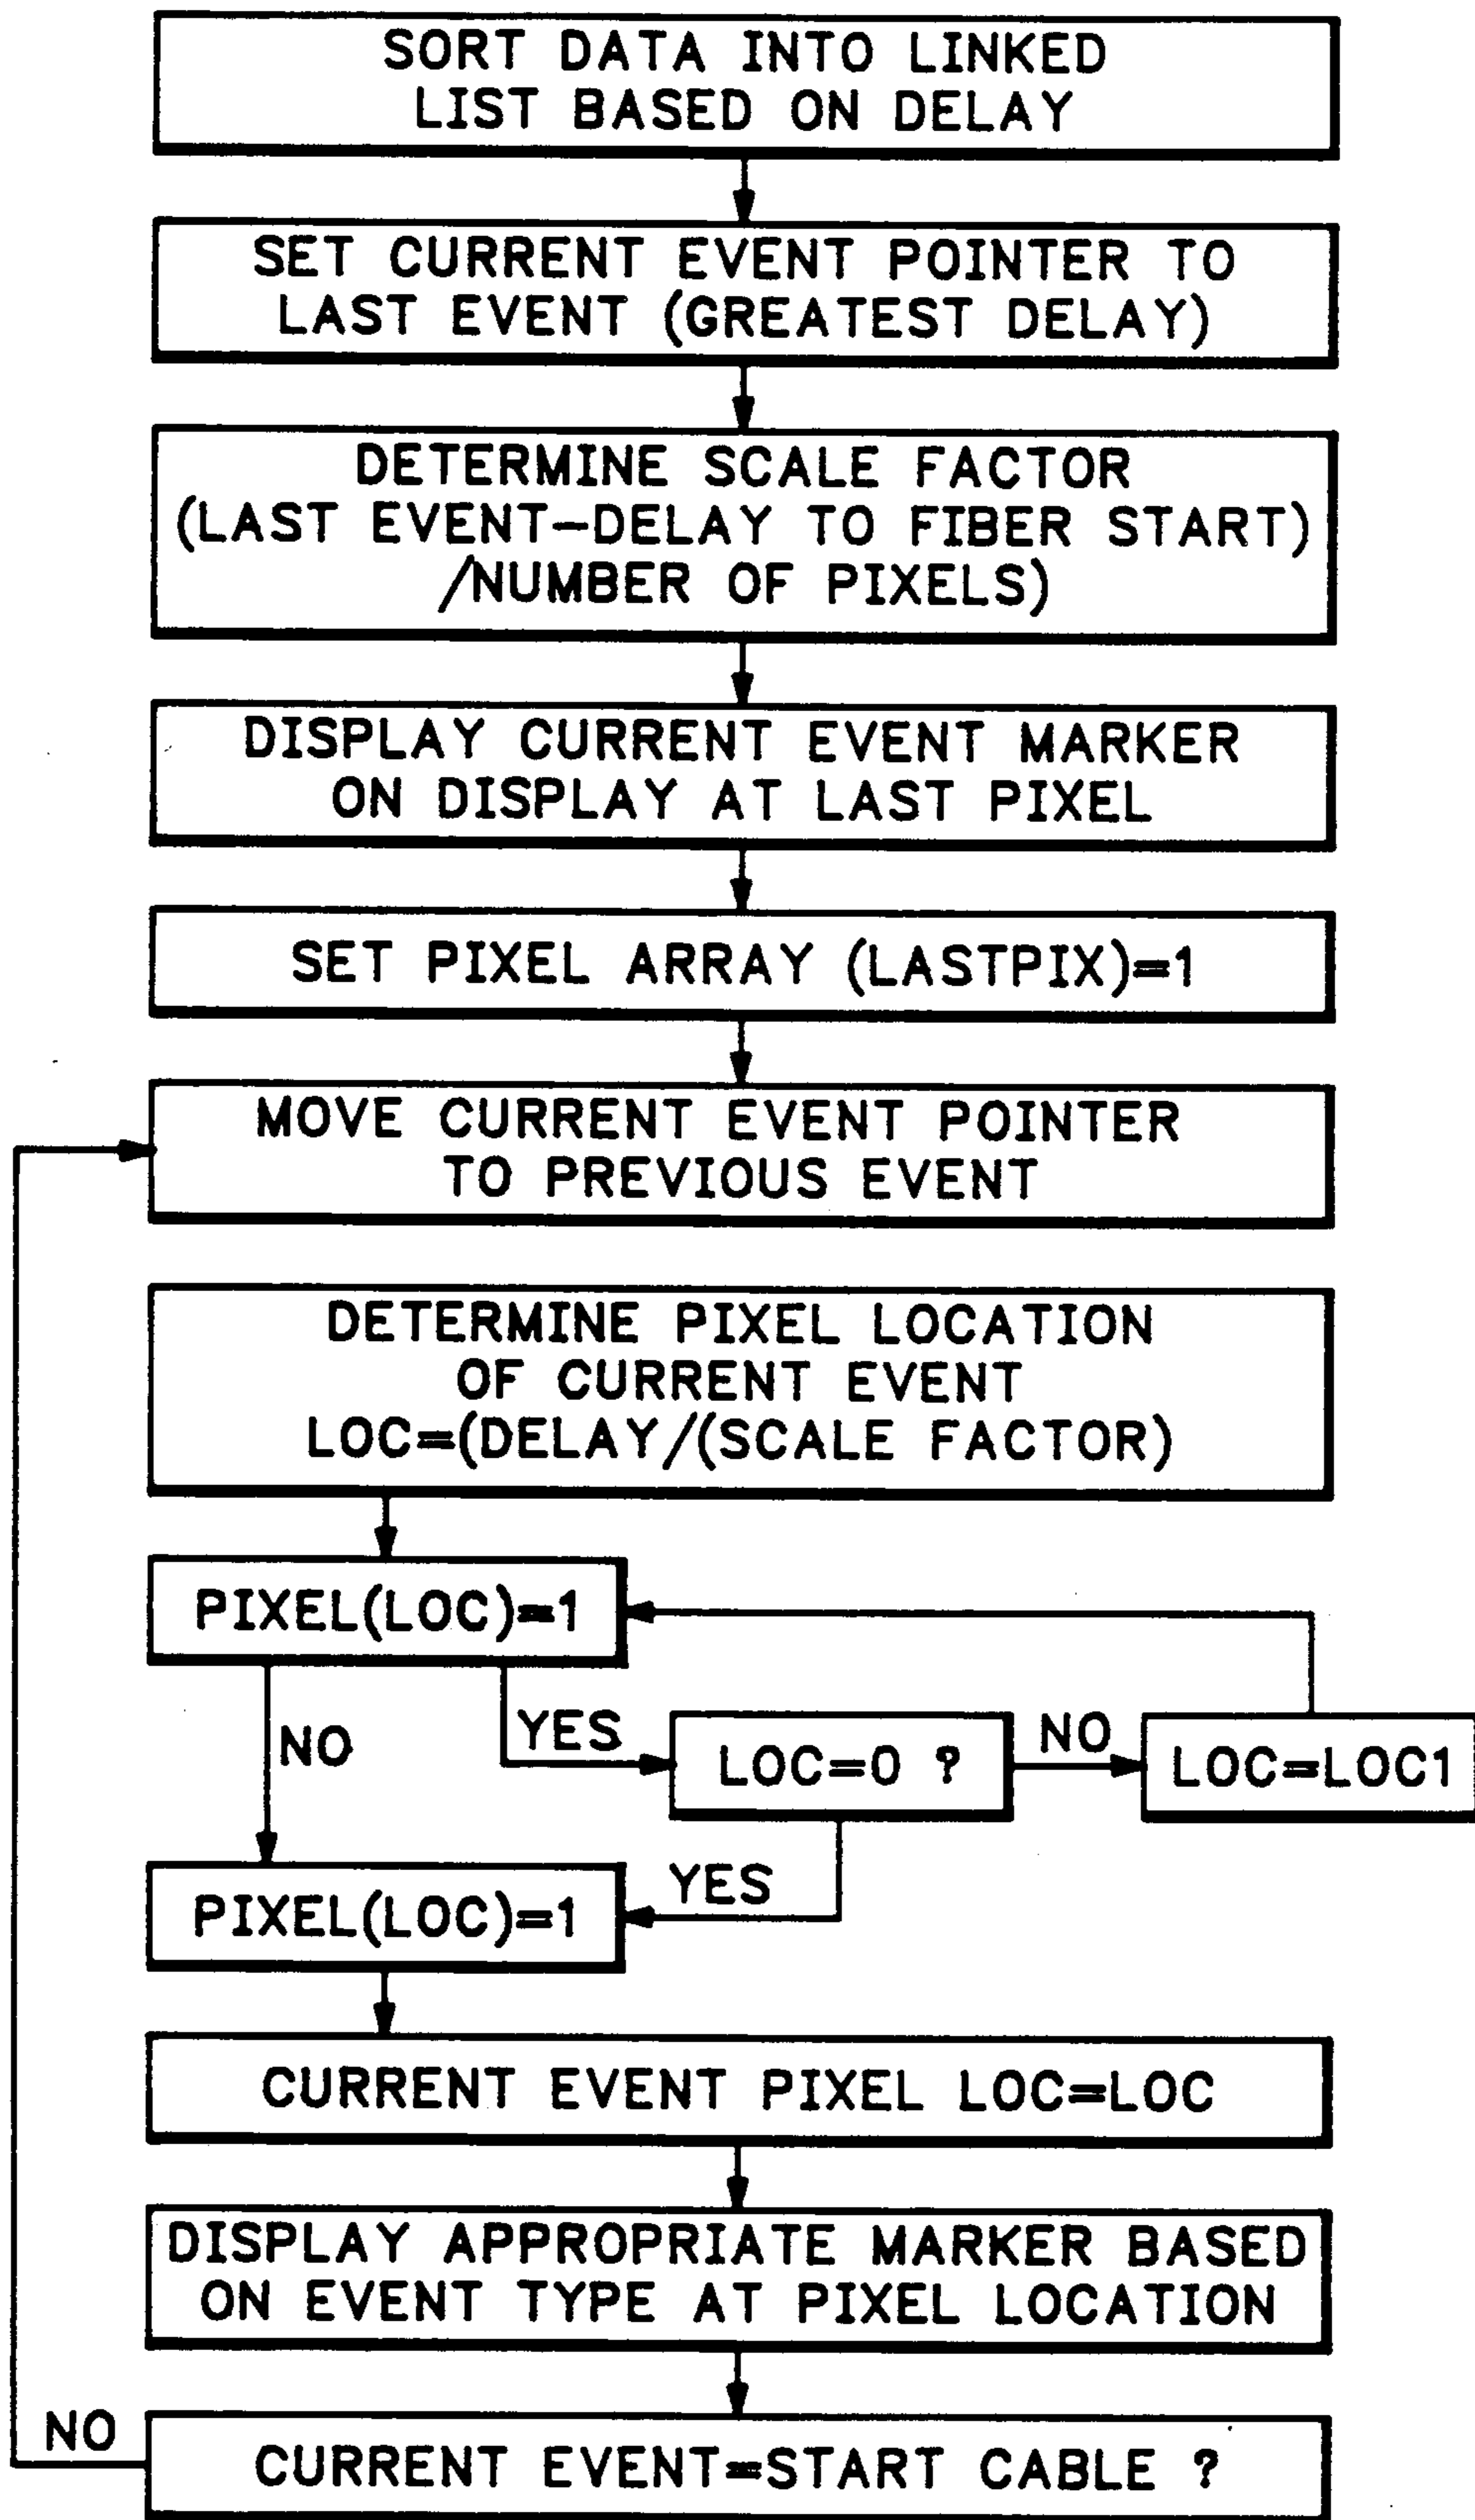 SORT DATA INTO LINKED
LIST BASED ON DELAY
SET CURRENT EVENT POINTER TO
LAST EVENT (GREATEST DELAY)
DETERMINE SCALE FACTOR
(LAST EVENT-DELAY TO FIBER START)
/NUMBER OF PIXELS)
DISPLAY CURRENT EVENT MARKER
ON DISPLAY AT LAST PIXEL
SET PIXEL ARRAY (LASTPIX)=1
MOVE CURRENT EVENT POINTER
TO PREVIOUS EVENT
DETERMINE PIXEL LOCATION
OF CURRENT EVENT
LOC=(DELAY/(SCALE FACTOR)
PIXEL(LOC)=1
NO
YES
LOC=0 ?
NO
LOC=LOC1
YES
PIXEL(LOC)=1
CURRENT EVENT PIXEL LOC=LOC
DISPLAY APPROPRIATE MARKER BASED
ON EVENT TYPE AT PIXEL LOCATION
NO
CURRENT EVENT=START CABLE ?